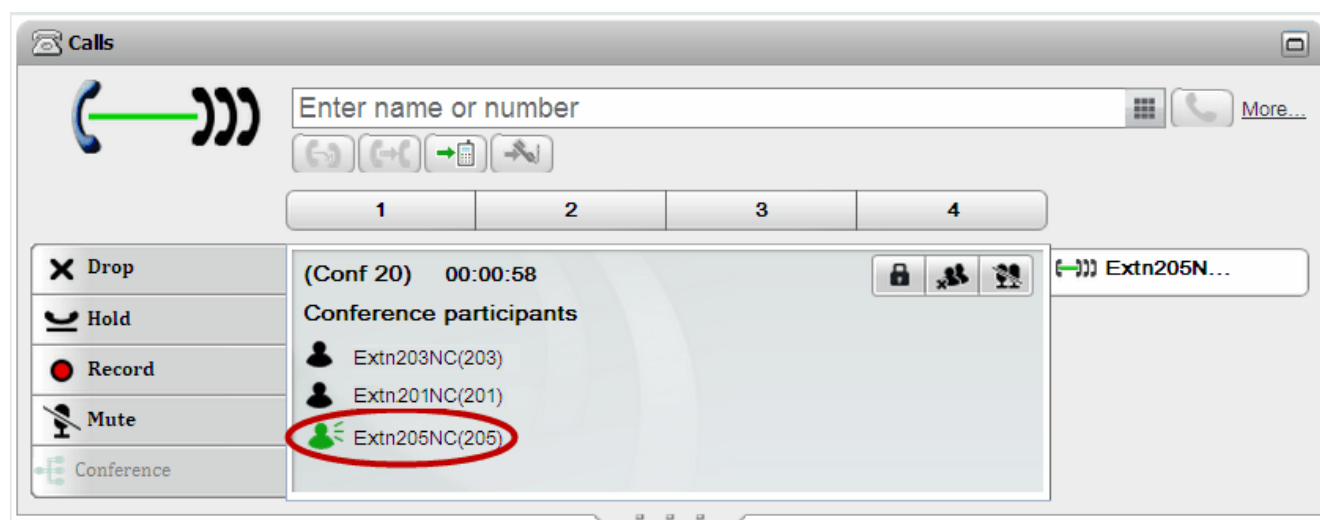 Calls
Enter name or number
More...
1 2 3 4
Drop
(Conf 20) 00:00:58
Extn205N...
Hold
Conference participants
Record
Extn203NC(203)
Extn201NC(201)
Mute
Extn205NC(205)
Conference